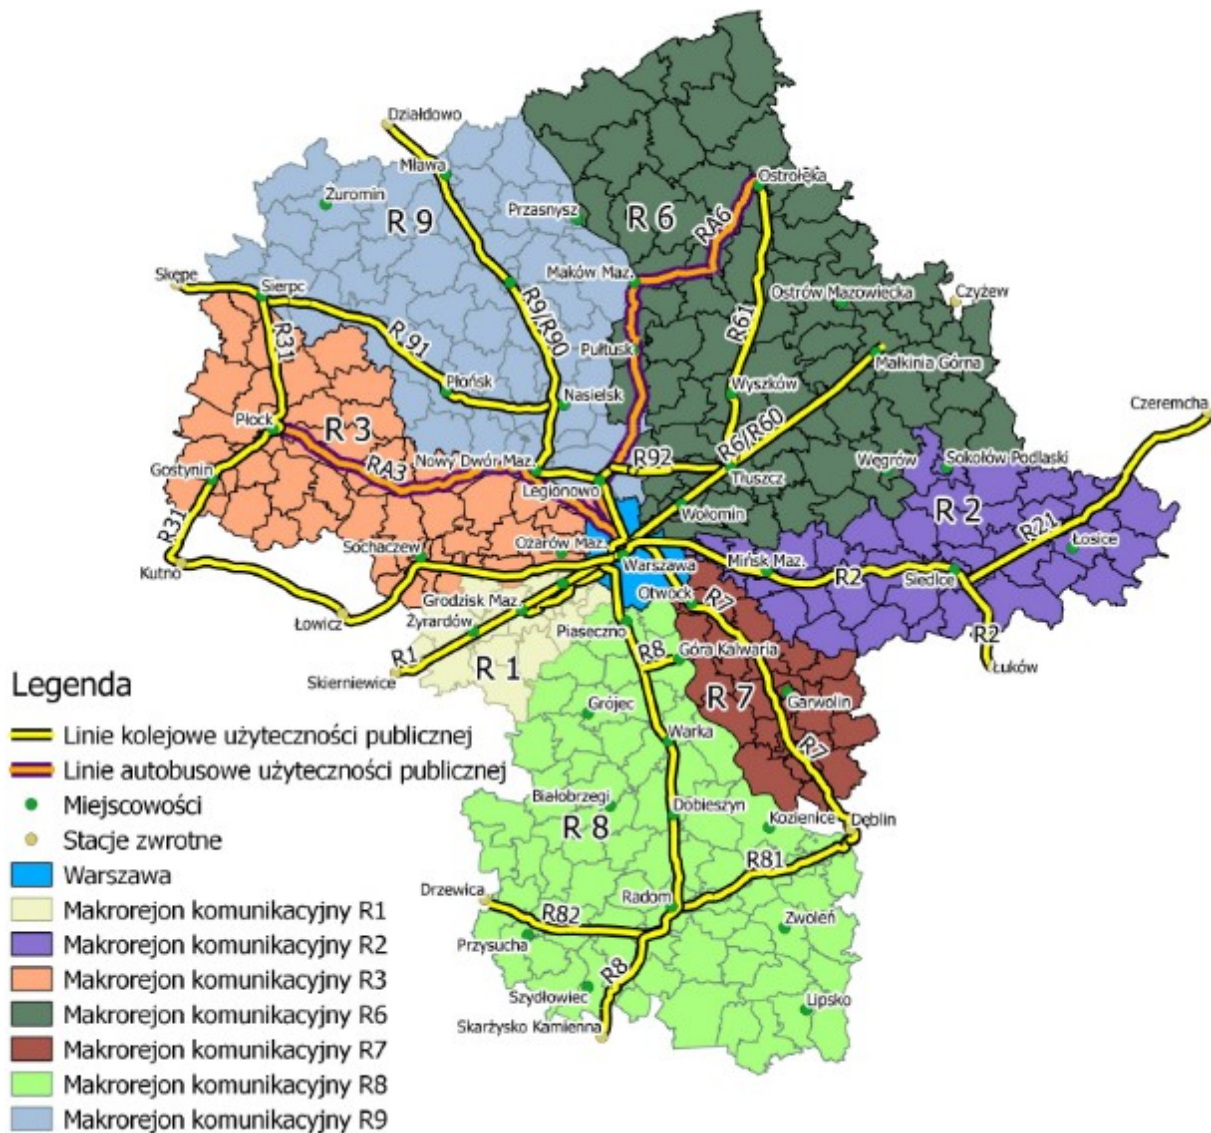 Działdowo
Mława
Żuromin
R 9
Przasnysz
R 6
RA6
Ostrołęka
Skępe
Sierpc
Maków Maz.
R9/R90
Ostrów Mazowiecka
Czyżew
R31
R 91
R61
Pułtusk
Małkinia Górna
Płońsk
Nasielsk
Wyszków
Czeremcha
Płock
R 3
RA3
Nowy Dwór Maz.
R92
R6/R60
Gostynin
Legionowo
Tłuszcz
Węgrów
Sokołów Podlaski
R 2
R31
Wołomin
R21
Sochaczew
Ożarów Maz.
Łosice
Kutno
Warszawa
Mińsk Maz.
R2
Siedlce
Otwock
R7
Grodzisk Maz.
Łowicz
Żyrardów
Piaseczno
R2
R1
R 1
R8
Góra Kalwaria
Łuków
Skierniewice
R 7
Garwolin
Grójec
Warka
R7
Białobrzegi
Dobieszyn
R 8
Kozienice
Dęblin
R81
Drzewica
Radom
R82
Zwoleń
Przysucha
R8
Szydłowiec
Lipsko
Skarżysko Kamienna
Legenda
Linie kolejowe użyteczności publicznej
Linie autobusowe użyteczności publicznej
Miejscowości
Stacje zwrotne
Warszawa
Makrorejon komunikacyjny R1
Makrorejon komunikacyjny R2
Makrorejon komunikacyjny R3
Makrorejon komunikacyjny R6
Makrorejon komunikacyjny R7
Makrorejon komunikacyjny R8
Makrorejon komunikacyjny R9